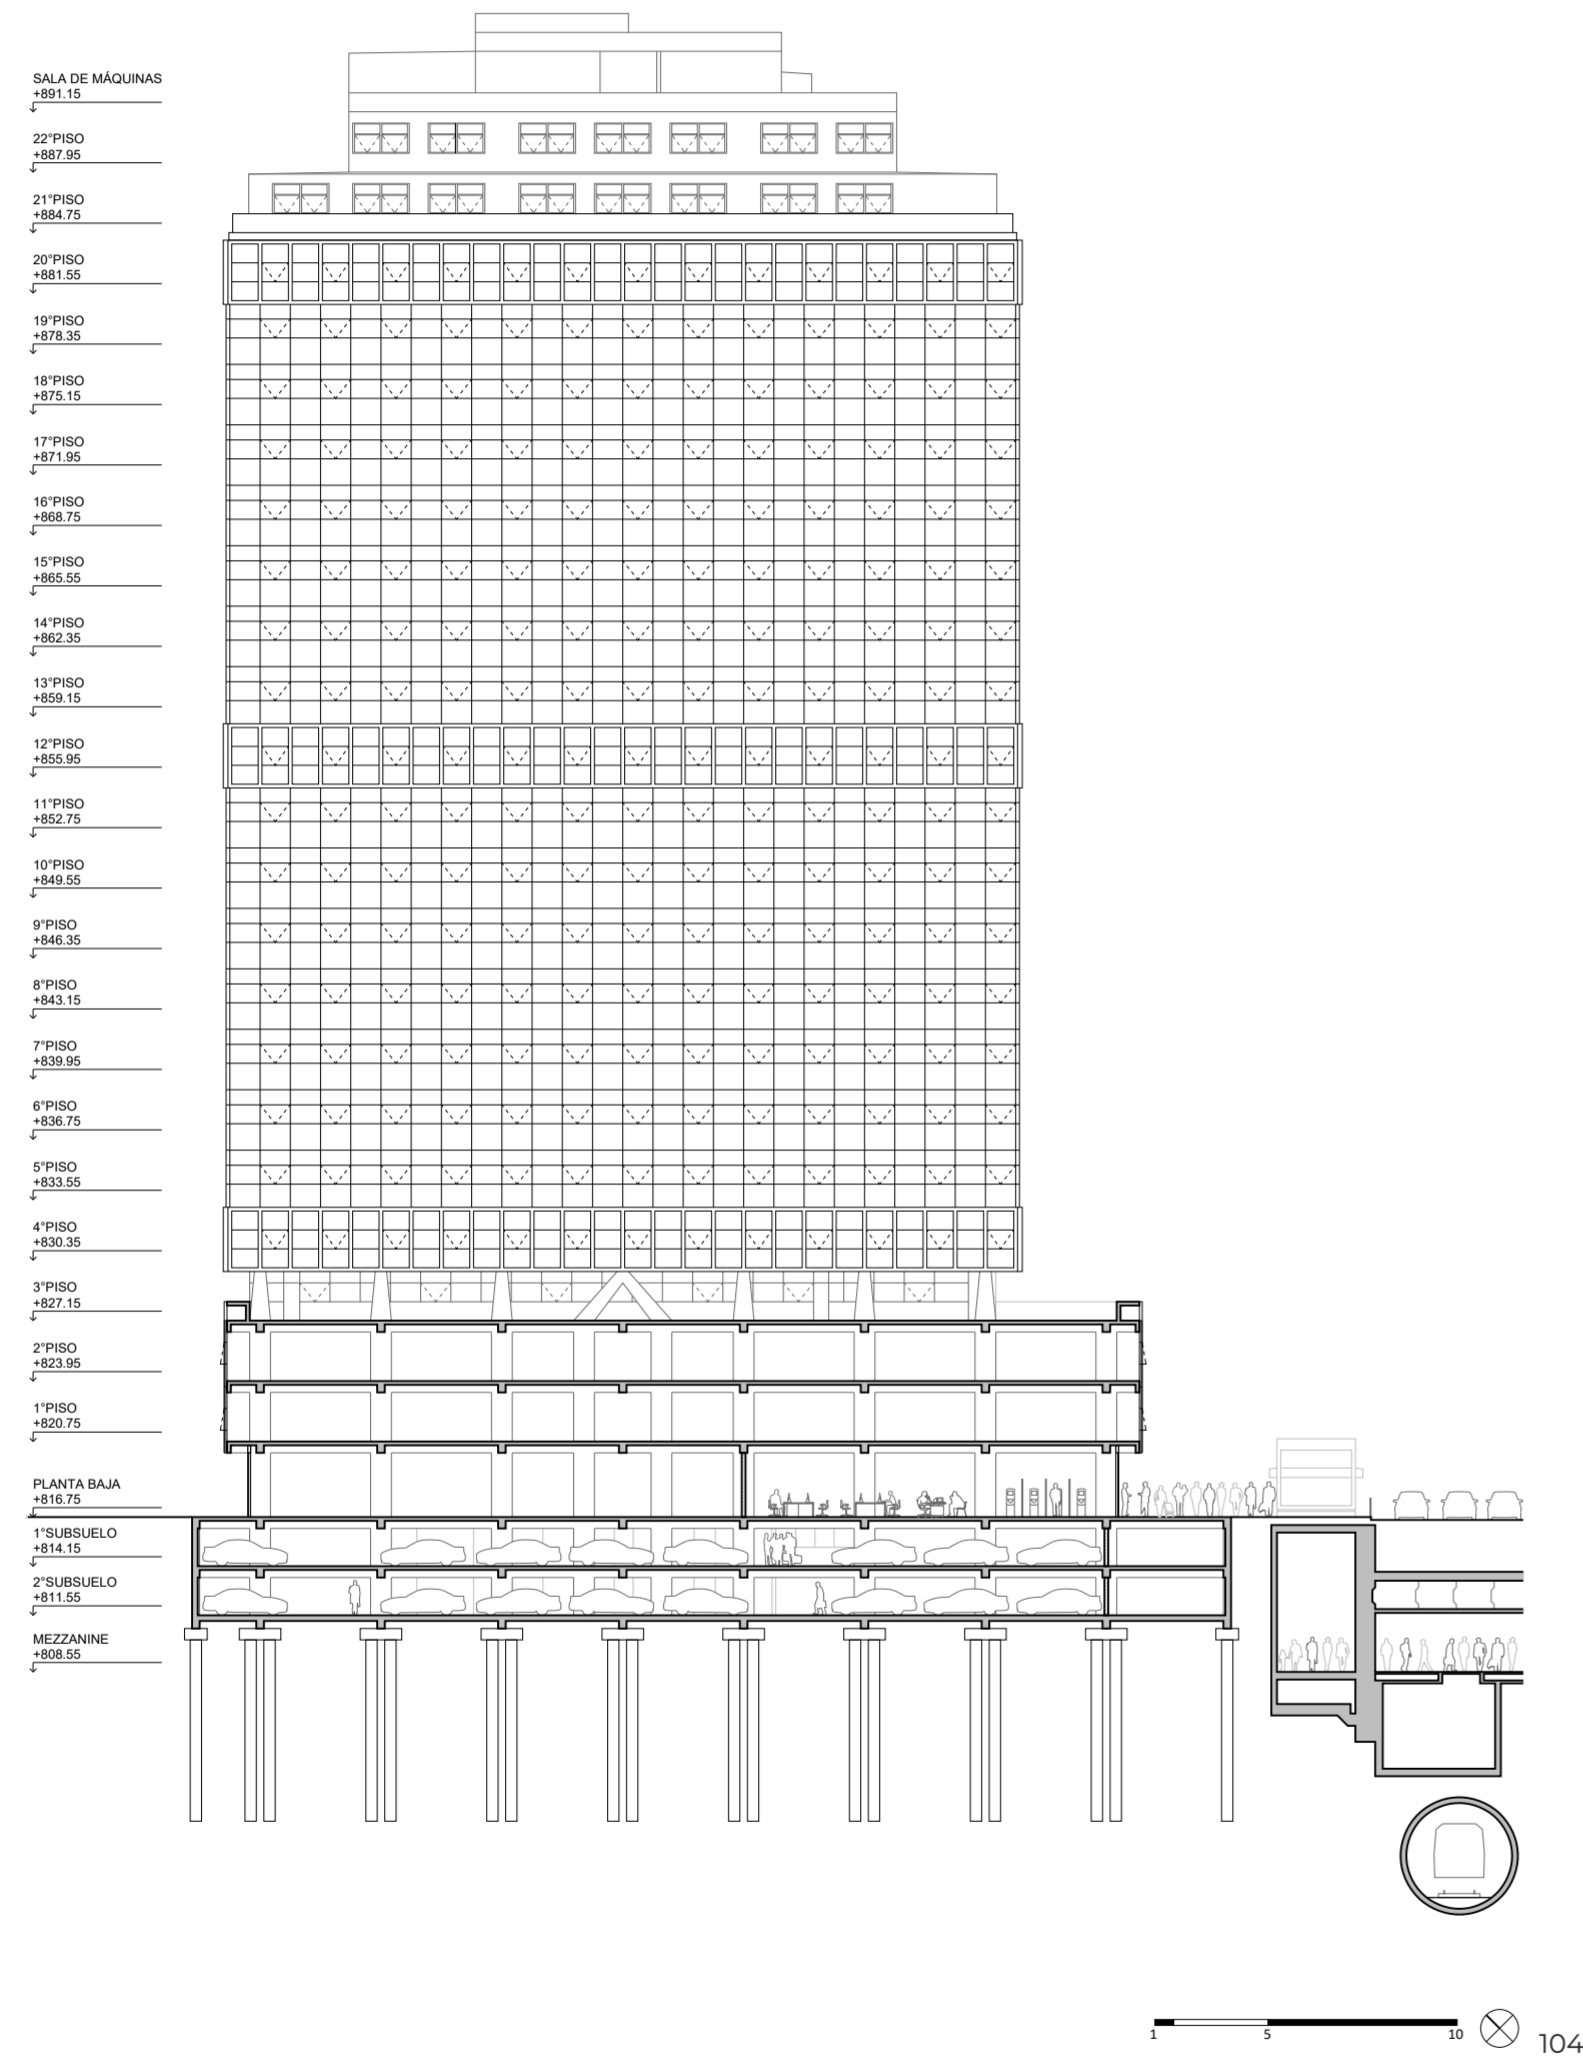 SALA DE MÁQUINAS
+891.15
22°PISO
+887.95
21°PISO
+884.75
20°PISO
+881.55
19°PISO
+878.35
18°PISO
+875.15
17°PISO
+871.95
16°PISO
+868.75
15°PISO
+865.55
14°PISO
+862.35
13°PISO
+859.15
12°PISO
+855.95
11°PISO
+852.75
10°PISO
+849.55
9°PISO
+846.35
8°PISO
+843.15
7°PISO
+839.95
6°PISO
+836.75
5°PISO
+833.55
4°PISO
+830.35
3°PISO
+827.15
2°PISO
+823.95
1°PISO
+820.75
PLANTA BAJA
+816.75
1°SUBSUELO
+814.15
2°SUBSUELO
+811.55
MEZZANINE
+808.55
1 5 10
104